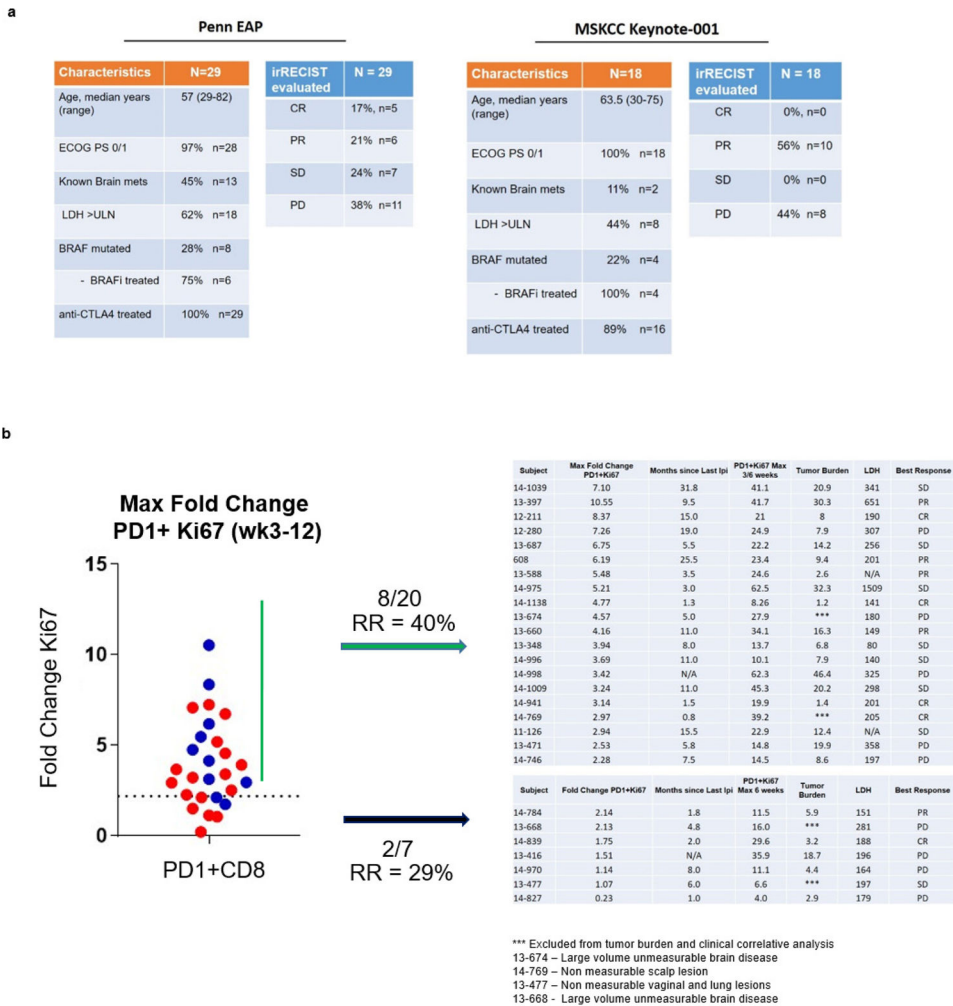 a
Penn EAP
Characteristics N=29
Age, median years (range) 57 (29-82)
ECOG PS 0/1 97% n=28
Known Brain mets 45% n=13
LDH >ULN 62% n=18
BRAF mutated 28% n=8
- BRAFi treated 75% n=6
anti-CTLA4 treated 100% n=29
irRECIST evaluated N = 29
CR 17%, n=5
PR 21% n=6
SD 24% n=7
PD 38% n=11
MSKCC Keynote-001
Characteristics N=18
Age, median years (range) 63.5 (30-75)
ECOG PS 0/1 100% n=18
Known Brain mets 11% n=2
LDH >ULN 44% n=8
BRAF mutated 22% n=4
- BRAFi treated 100% n=4
anti-CTLA4 treated 89% n=16
irRECIST evaluated N = 18
CR 0%, n=0
PR 56% n=10
SD 0% n=0
PD 44% n=8
b
Max Fold Change
PD1+ Ki67 (wk3-12)
Fold Change Ki67
15
10
5
0
PD1+CD8
8/20
RR = 40%
2/7
RR = 29%
Subject Max Fold Change PD1+Ki67 Months since Last Ipi PD1+Ki67 Max 3/6 weeks Tumor Burden LDH Best Response
14-1039 7.10 31.8 41.1 20.9 341 SD
13-397 10.55 9.5 41.7 30.3 651 PR
12-211 8.37 15.0 21 8 190 CR
12-280 7.26 19.0 24.9 7.9 307 PD
13-687 6.75 5.5 22.2 14.2 256 SD
608 6.19 25.5 23.4 9.4 201 PR
13-588 5.48 3.5 24.6 2.6 N/A PR
14-975 5.21 3.0 62.5 32.3 1509 SD
14-1138 4.77 1.3 8.26 1.2 141 CR
13-674 4.57 5.0 27.9 *** 180 PD
13-660 4.16 11.0 34.1 16.3 149 PR
13-348 3.94 8.0 13.7 6.8 80 SD
14-996 3.69 11.0 10.1 7.9 140 SD
14-998 3.42 N/A 62.3 46.4 325 PD
14-1009 3.24 11.0 45.3 20.2 298 SD
14-941 3.14 1.5 19.9 1.4 201 CR
14-769 2.97 0.8 39.2 *** 205 CR
11-126 2.94 15.5 22.9 12.4 N/A SD
13-471 2.53 5.8 14.8 19.9 358 PD
14-746 2.28 7.5 14.5 8.6 197 PD
Subject Fold Change PD1+Ki67 Months since Last Ipi PD1+Ki67 Max 6 weeks Tumor Burden LDH Best Response
14-784 2.14 1.8 11.5 5.9 151 PR
13-668 2.13 4.8 16.0 *** 281 PD
14-839 1.75 2.0 29.6 3.2 188 CR
13-416 1.51 N/A 35.9 18.7 196 PD
14-970 1.14 8.0 11.1 4.4 164 PD
13-477 1.07 6.0 6.6 *** 197 SD
14-827 0.23 1.0 4.0 2.9 179 PD
*** Excluded from tumor burden and clinical correlative analysis
13-674 – Large volume unmeasurable brain disease
14-769 – Non measurable scalp lesion
13-477 – Non measurable vaginal and lung lesions
13-668 - Large volume unmeasurable brain disease